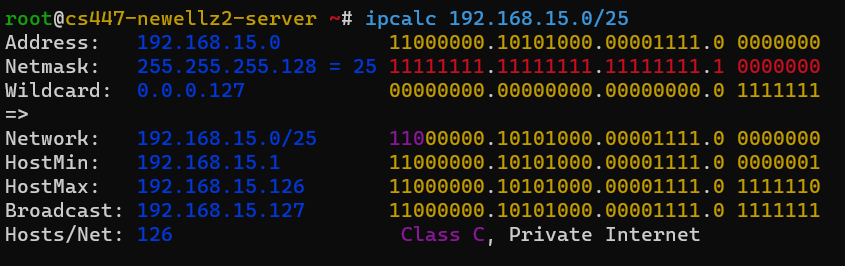 root@cs447-newellz2-server ~# ipcalc 192.168.15.0/25
Address:   192.168.15.0         11000000.10101000.00001111.0 0000000
Netmask:   255.255.255.128 = 25 11111111.11111111.11111111.1 0000000
Wildcard:  0.0.0.127            00000000.00000000.00000000.0 1111111
=>
Network:   192.168.15.0/25      11000000.10101000.00001111.0 0000000
HostMin:   192.168.15.1         11000000.10101000.00001111.0 0000001
HostMax:   192.168.15.126       11000000.10101000.00001111.0 1111110
Broadcast: 192.168.15.127       11000000.10101000.00001111.0 1111111
Hosts/Net: 126                   Class C, Private Internet